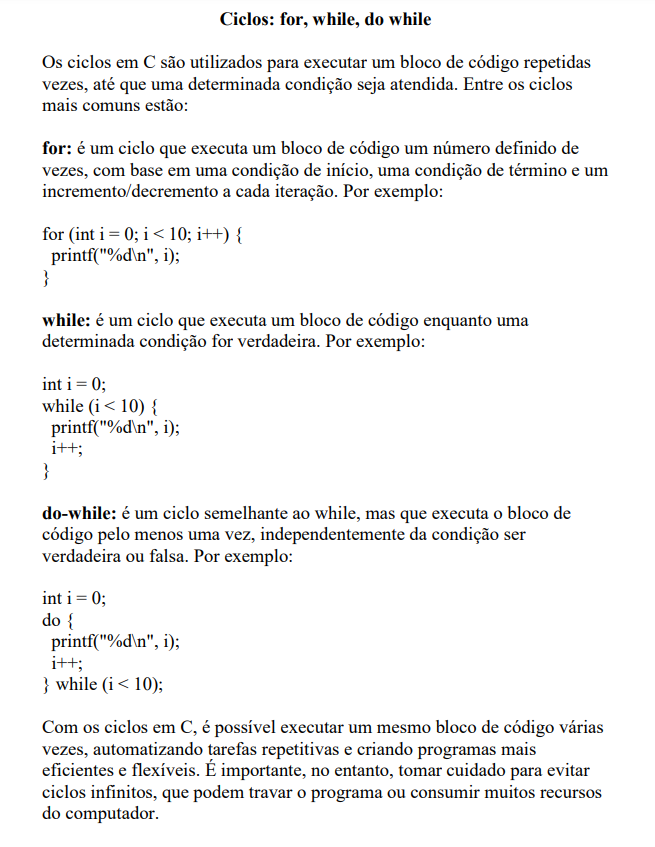 Ciclos: for, while, do while
Os ciclos em C são utilizados para executar um bloco de código repetidas
vezes, até que uma determinada condição seja atendida. Entre os ciclos
mais comuns estão:
for: é um ciclo que executa um bloco de código um número definido de
vezes, com base em uma condição de início, uma condição de término e um
incremento/decremento a cada iteração. Por exemplo:
for (int i = 0; i < 10; i++) {
printf("%d\n", i);
}
while: é um ciclo que executa um bloco de código enquanto uma
determinada condição for verdadeira. Por exemplo:
int i = 0;
while (i < 10) {
printf("%d\n", i);
i++;
}
do-while: é um ciclo semelhante ao while, mas que executa o bloco de
código pelo menos uma vez, independentemente da condição ser
verdadeira ou falsa. Por exemplo:
int i = 0;
do {
printf("%d\n", i);
i++;
} while (i < 10);
Com os ciclos em C, é possível executar um mesmo bloco de código várias
vezes, automatizando tarefas repetitivas e criando programas mais
eficientes e flexíveis. É importante, no entanto, tomar cuidado para evitar
ciclos infinitos, que podem travar o programa ou consumir muitos recursos
do computador.